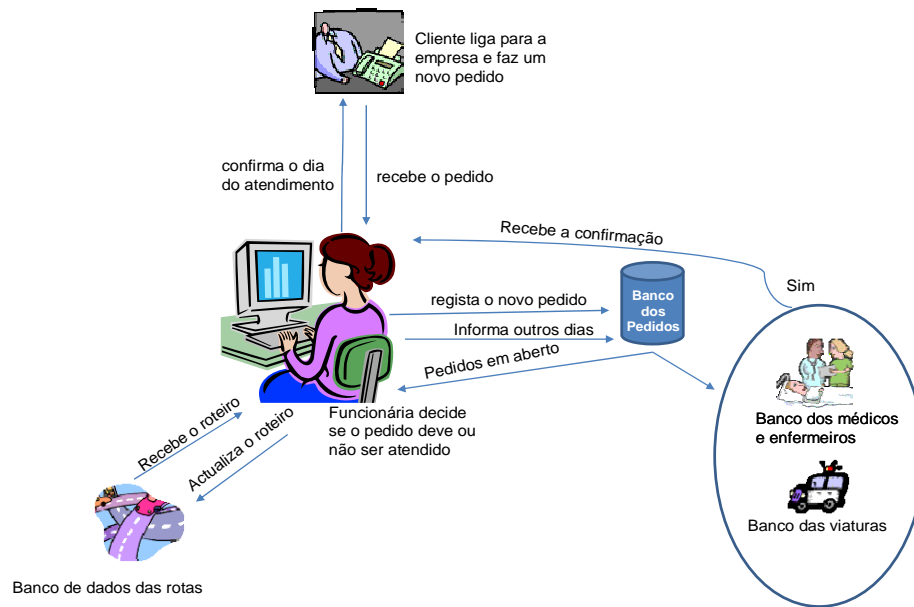 Cliente liga para a
empresa e faz um
novo pedido
confirma o dia
do atendimento
recebe o pedido
Recebe a confirmação
Sim
Banco
dos
Pedidos
regista o novo pedido
Informa outros dias
Pedidos em aberto
Funcionária decide
se o pedido deve ou
não ser atendido
Recebe o roteiro
Actualiza o roteiro
Banco dos médicos
e enfermeiros
Banco das viaturas
Banco de dados das rotas